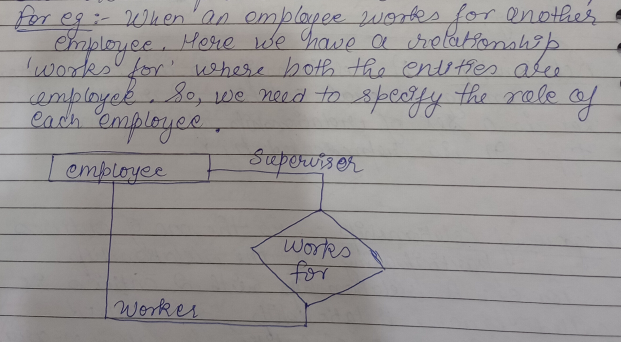 For eg :- When an employee works for another
employee. Here we have a relationship
'works for' where both the entities are
employee. So, we need to specify the role of
each employee.
employee Supervisor
Works
for
Worker